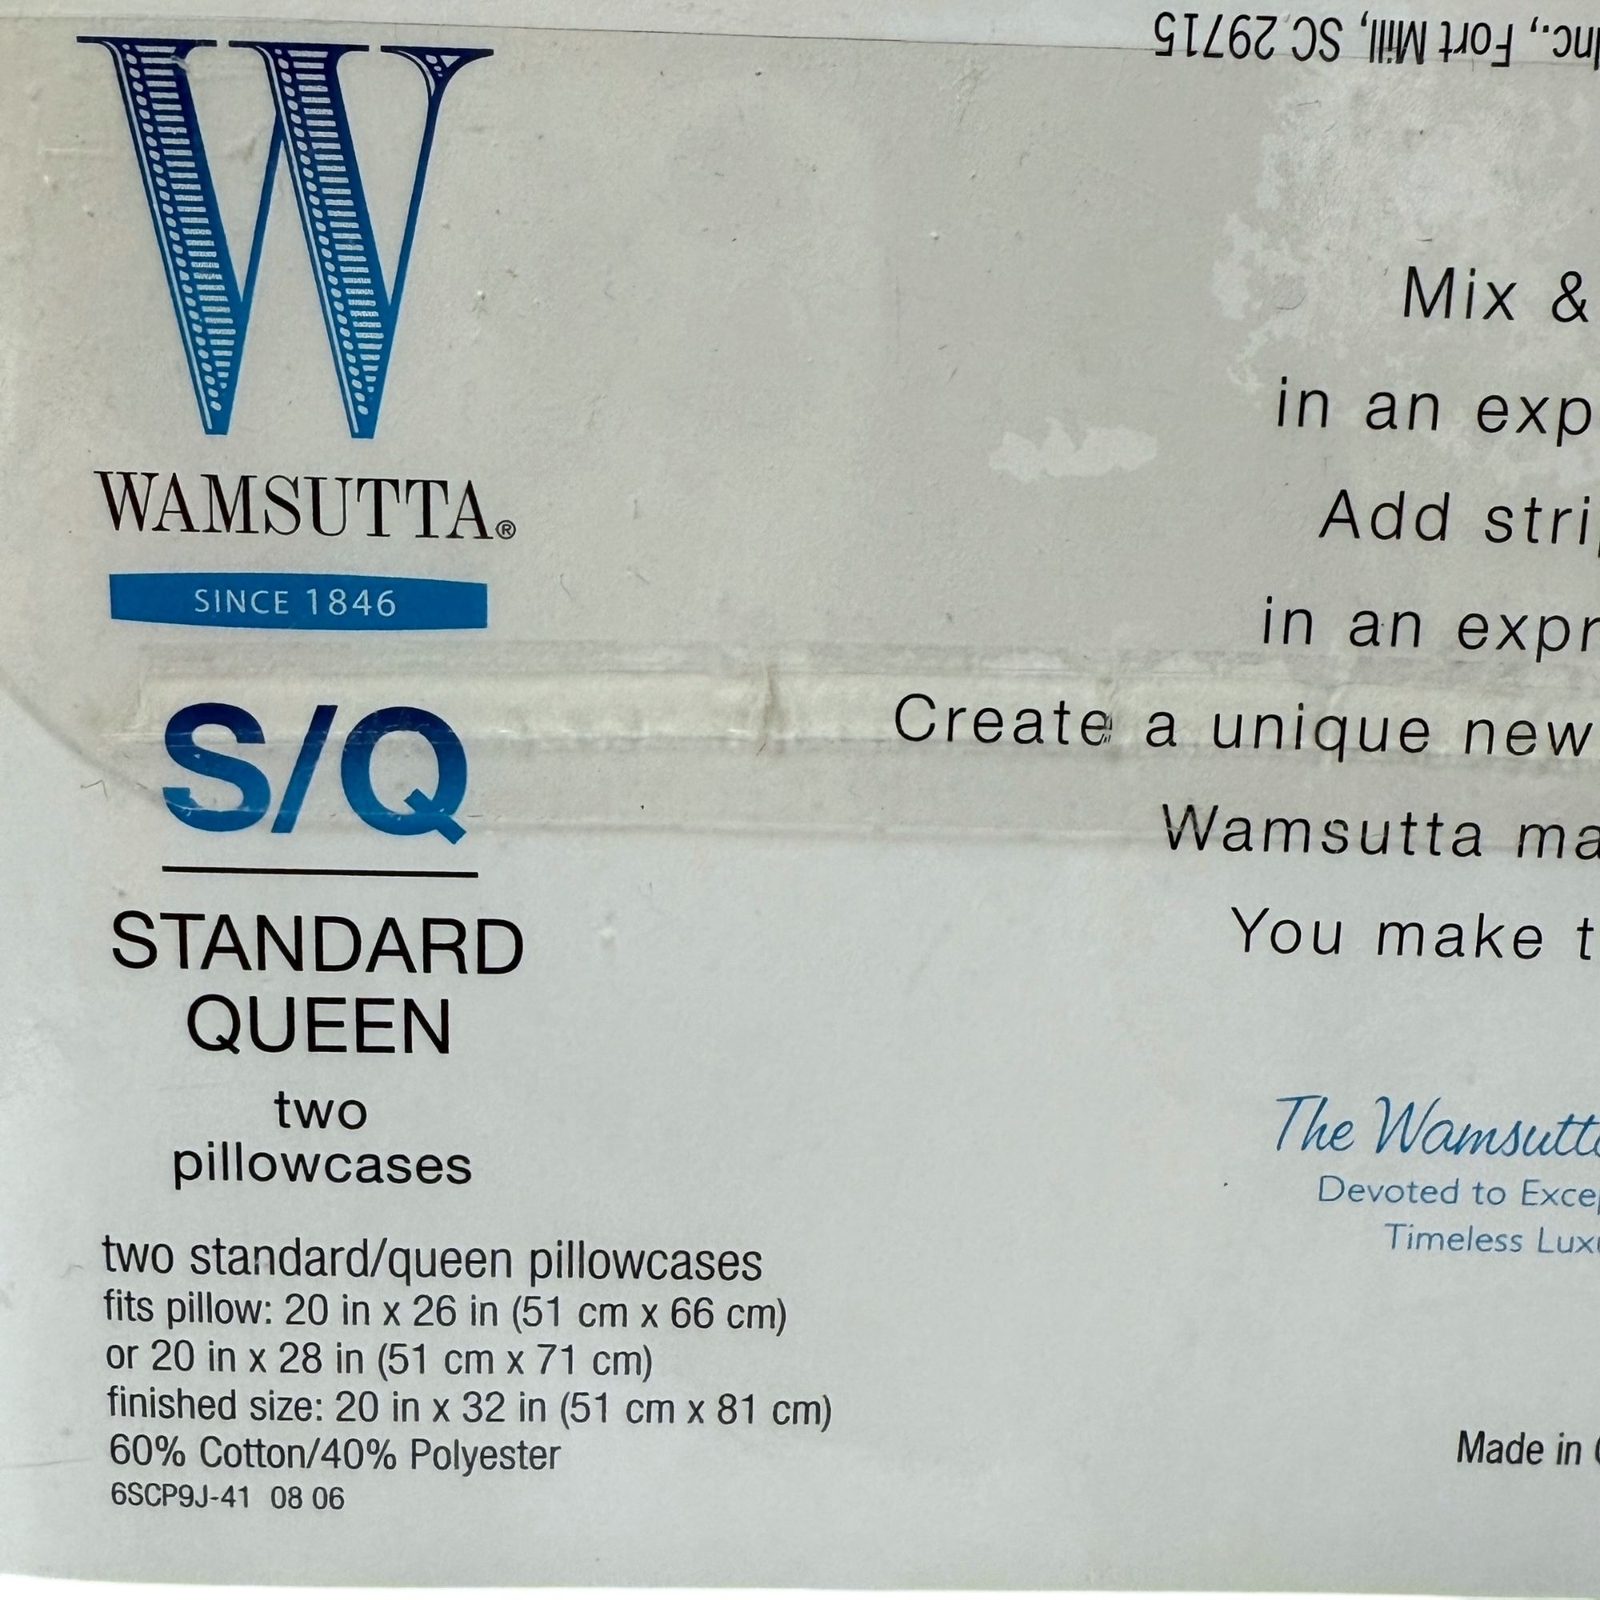 Inc., Fort Mill, SC 29715
W
WAMSUTTA®
SINCE 1846
S/Q
STANDARD
QUEEN
two
pillowcases
two standard/queen pillowcases
fits pillow: 20 in x 26 in (51 cm x 66 cm)
or 20 in x 28 in (51 cm x 71 cm)
finished size: 20 in x 32 in (51 cm x 81 cm)
60% Cotton/40% Polyester
6SCP9J-41 08 06
Mix &
in an exp
Add stri
in an expr
Create a unique new
Wamsutta ma
You make t
The Wamsutta
Devoted to Excep
Timeless Luxu
Made in